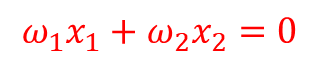 ω₁x₁ + ω₂x₂ = 0